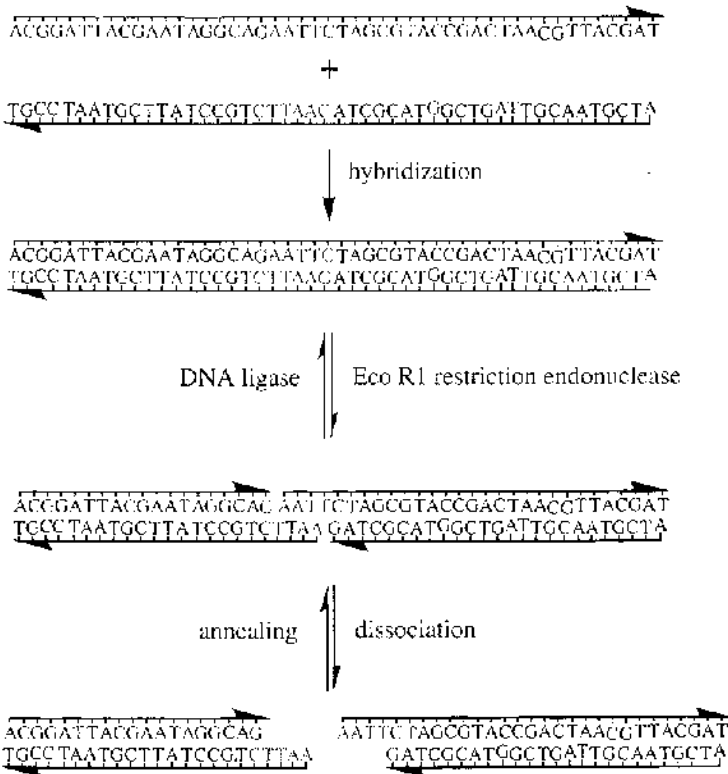 ACGGATTACGAATAGGCAGAATTCTAGCGTACCGACTAACGTTACGAT
+
TGCCTAATGCTTATCCGTCTTAACATCGCATGGCTGATTGCAATGCTA
hybridization
ACGGATTACGAATAGGCAGAATTCTAGCGTACCGACTAACGTTACGAT
TGCCTAATGCTTATCCGTCTTAAGATCGCATGGCTGATTGCAATGCTA
DNA ligase Eco R1 restriction endonuclease
ACGGATTACGAATAGGCAG AATTCTAGCGTACCGACTAACGTTACGAT
TGCCTAATGCTTATCCGTCTTAA GATCGCATGGCTGATTGCAATGCTA
annealing dissociation
ACGGATTACGAATAGGCAG AATTCTAGCGTACCGACTAACGTTACGAT
TGCCTAATGCTTATCCGTCTTAA GATCGCATGGCTGATTGCAATGCTA